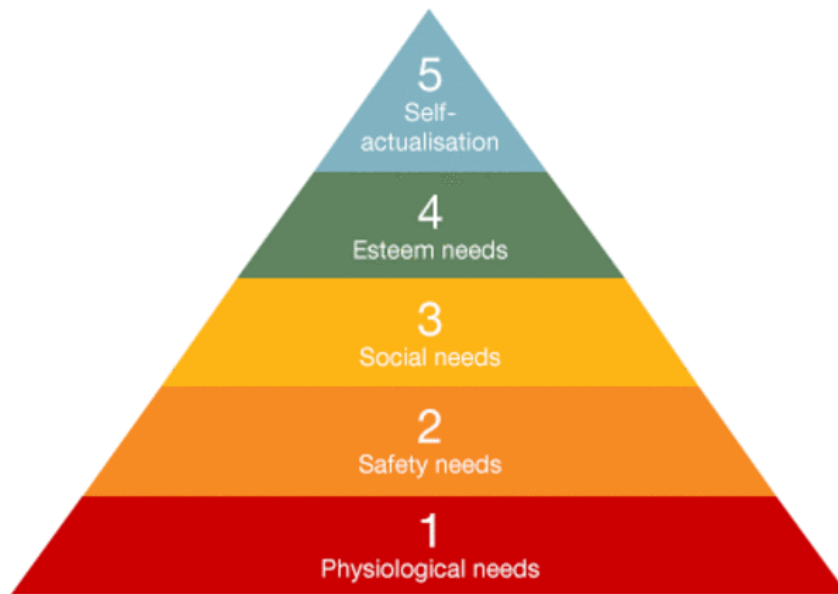 5
Self-
actualisation
4
Esteem needs
3
Social needs
2
Safety needs
1
Physiological needs